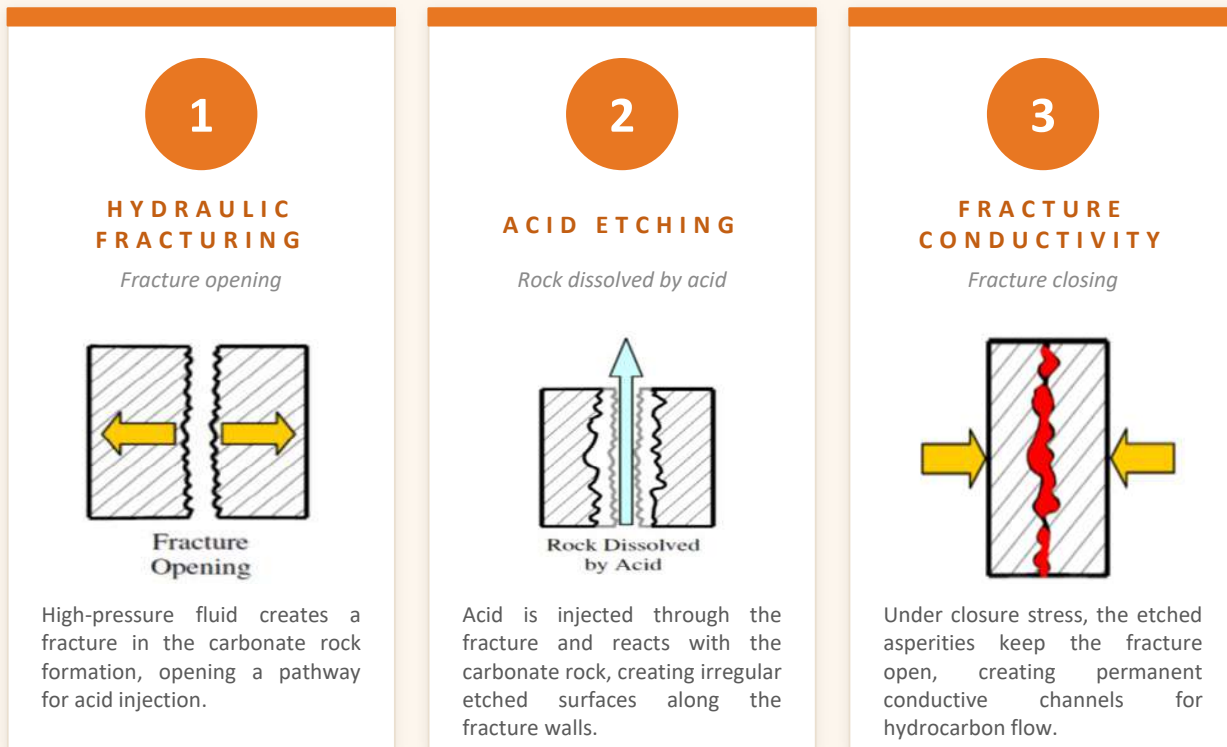 1
HYDRAULIC
FRACTURING
Fracture opening
Fracture
Opening
High-pressure fluid creates a
fracture in the carbonate rock
formation, opening a pathway
for acid injection.
2
ACID ETCHING
Rock dissolved by acid
Rock Dissolved
by Acid
Acid is injected through the
fracture and reacts with the
carbonate rock, creating irregular
etched surfaces along the
fracture walls.
3
FRACTURE
CONDUCTIVITY
Fracture closing
Under closure stress, the etched
asperities keep the fracture
open, creating permanent
conductive channels for
hydrocarbon flow.